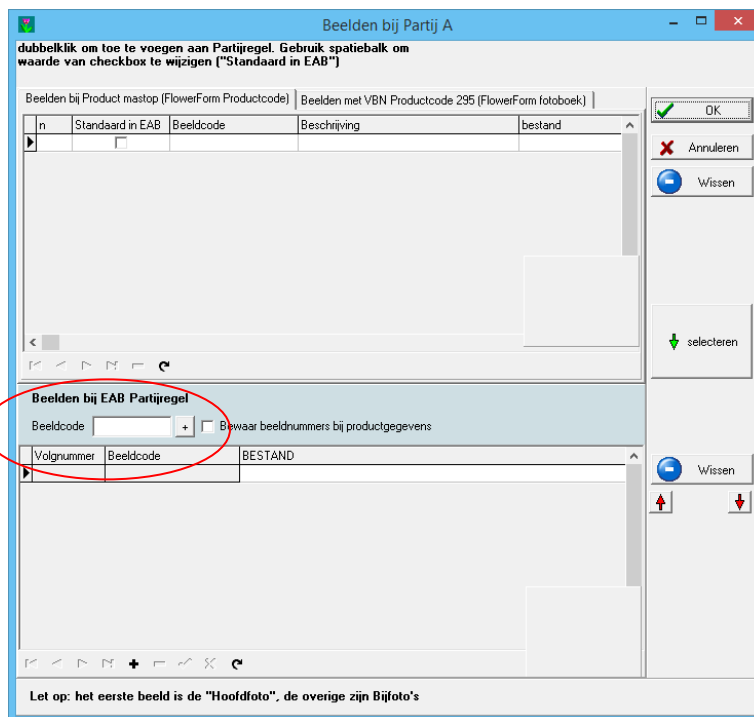 Beelden bij Partij A
dubbelklik om toe te voegen aan Partijregel. Gebruik spatiebalk om
waarde van checkbox te wijzigen ("Standaard in EAB")
Beelden bij Product mastop (FlowerForm Productcode)
Beelden met VBN Productcode 295 (FlowerForm fotoboek)
n Standaard in EAB Beeldcode Beschrijving bestand
OK
Annuleren
Wissen
selecteren
Beelden bij EAB Partijregel
Beeldcode + Bewaar beeldnummers bij productgegevens
Volgnummer Beeldcode BESTAND
Wissen
Let op: het eerste beeld is de "Hoofdfoto", de overige zijn Bijfoto's